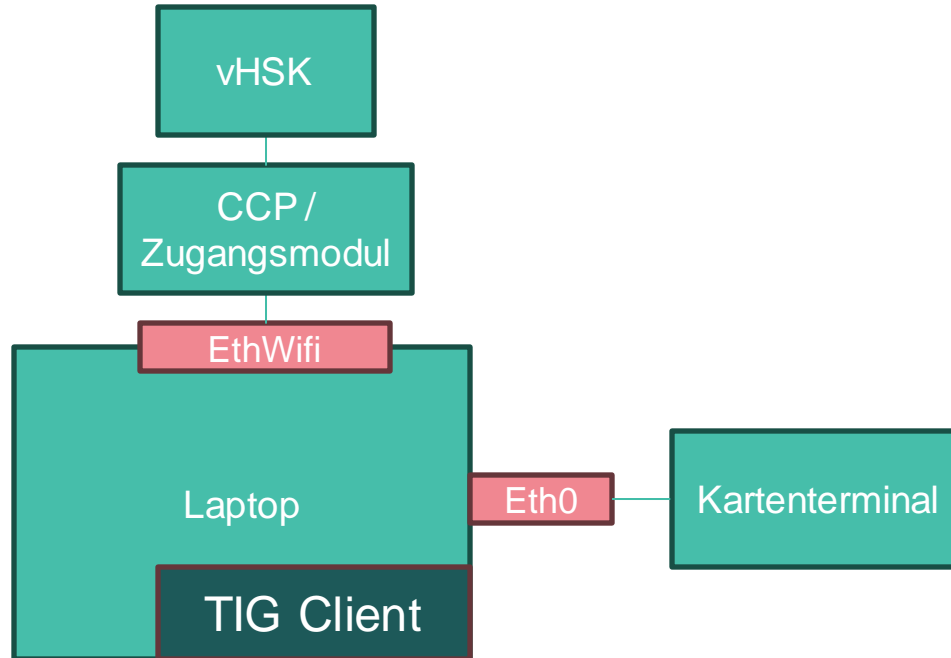 vHSK
CCP /
Zugangsmodul
EthWifi
Laptop
Eth0
Kartenterminal
TIG Client